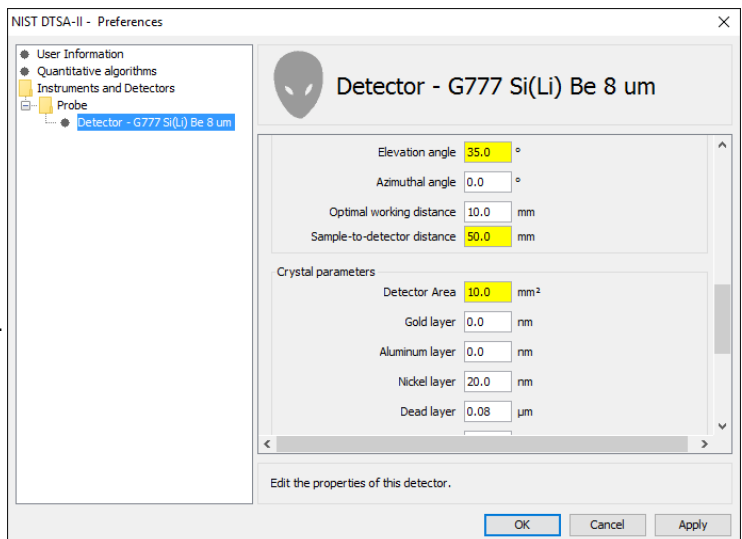 NIST DTSA-II - Preferences
User Information
Quantitative algorithms
Instruments and Detectors
Probe
Detector - G777 Si(Li) Be 8 um
Detector - G777 Si(Li) Be 8 um
Elevation angle 35.0 °
Azimuthal angle 0.0 °
Optimal working distance 10.0 mm
Sample-to-detector distance 50.0 mm
Crystal parameters
Detector Area 10.0 mm²
Gold layer 0.0 nm
Aluminum layer 0.0 nm
Nickel layer 20.0 nm
Dead layer 0.08 µm
Edit the properties of this detector.
OK Cancel Apply